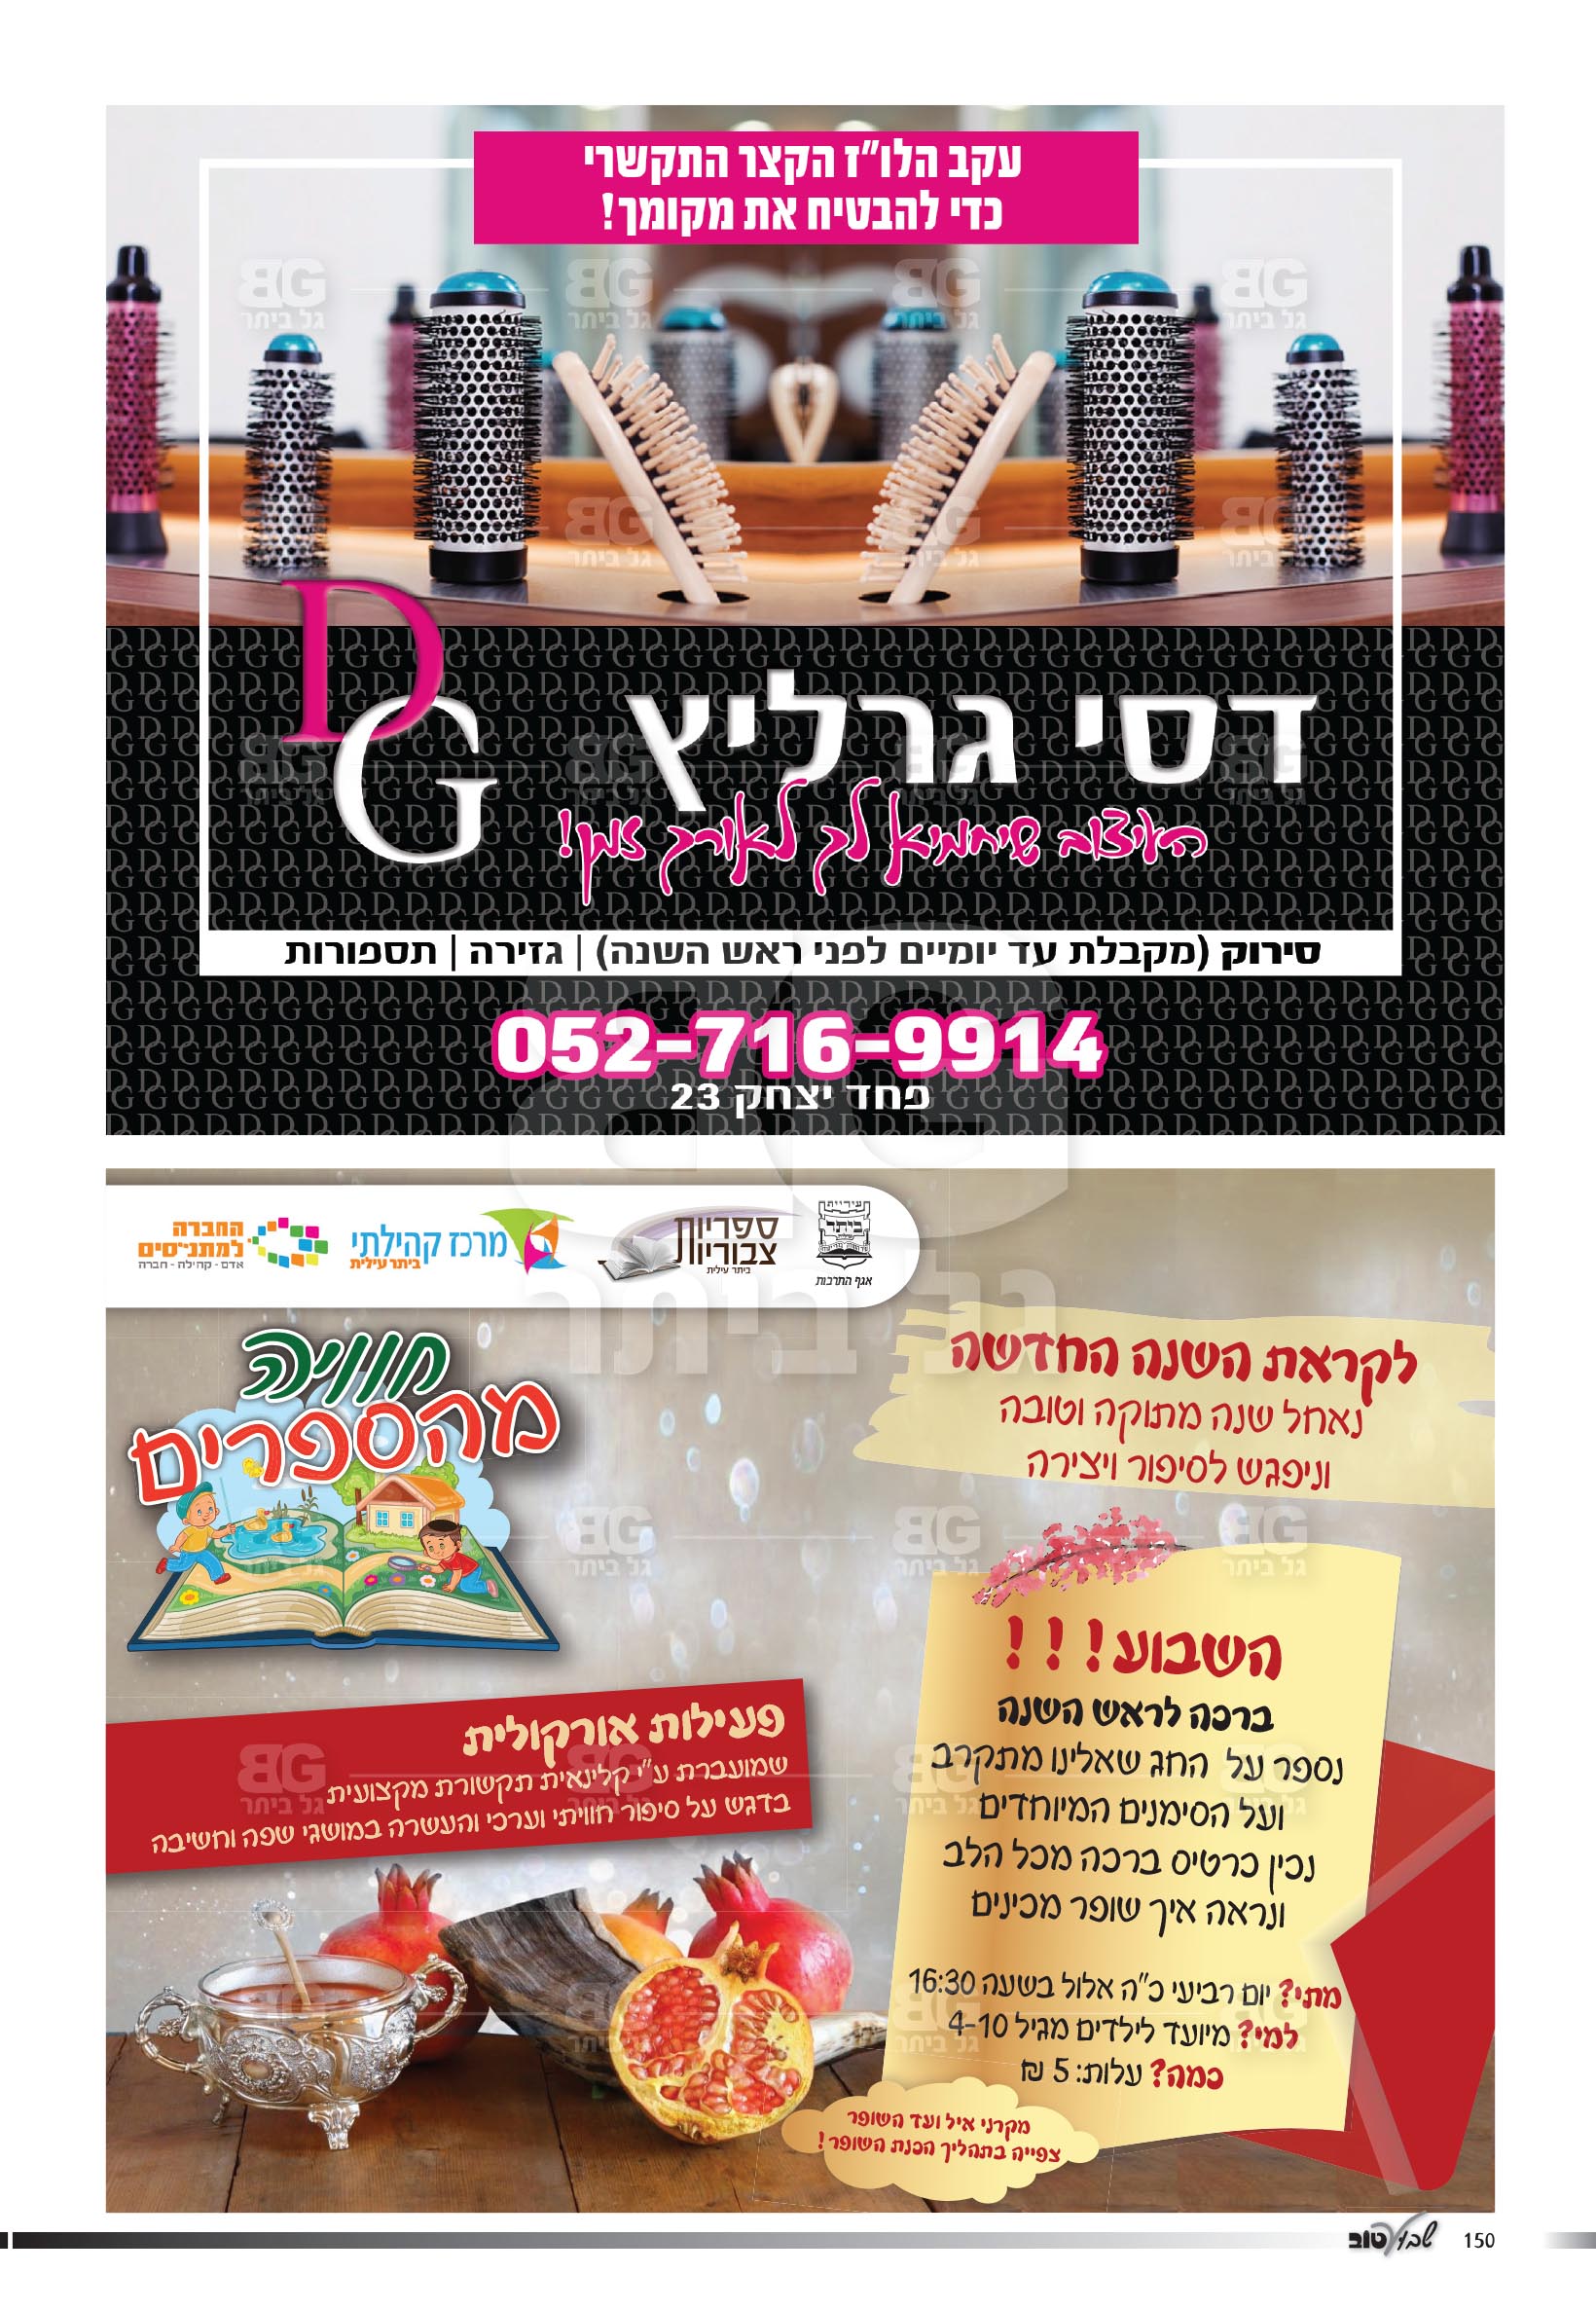 עקב הלו"ז הקצר התקשרי
כדי להבטיח את מקומך!
DG
דסי גרליץ
העיצוב שיחמיא לך לאורך זמן!
סירוק (מקבלת עד יומיים לפני ראש השנה) | גזירה | תספורות
052-716-9914
פחד יצחק 23
עיריית
ביתר
אגף התרבות
ספריות
צבוריות
ביתר עילית
מרכז קהילתי
ביתר עילית
החברה
למתנ"סים
אדם - קהילה - חברה
חוויה
מהספרים
לקראת השנה החדשה
נאחל שנה מתוקה וטובה
וניפגש לסיפור ויצירה
השבוע!!!
ברכה לראש השנה
נספר על החג שאלינו מתקרב
ועל הסימנים המיוחדים
נכין כרטיס ברכה מכל הלב
ונראה איך שופר מכינים
מתי? יום רביעי כ"ה אלול בשעה 16:30
למי? מיועד לילדים מגיל 4-10
כמה? עלות: 5 ₪
פעילות אורקולית
שמועברת ע"י קלינאית תקשורת מקצועית
בדגש על סיפור חוויתי וערכי והעשרה במושגי שפה וחשיבה
מקרני איל ועד השופר
צפייה בתהליך הכנת השופר!
גל ביתר
שבוע טוב 150